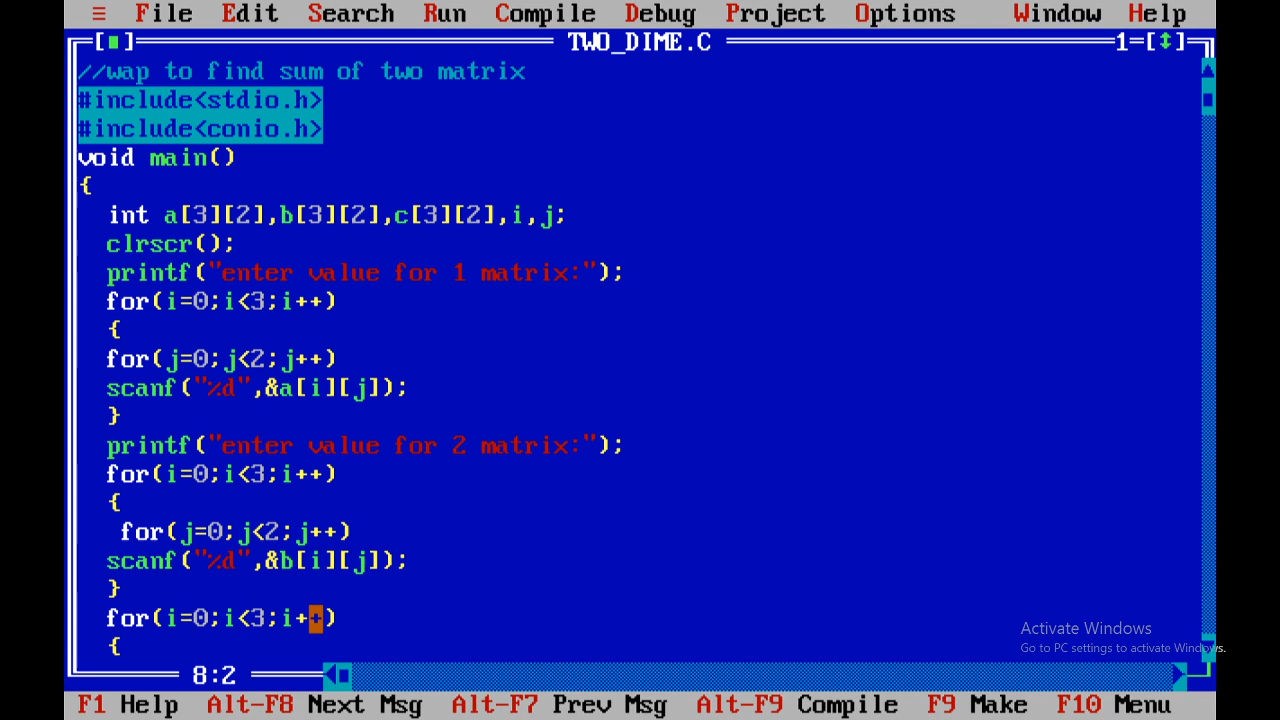 ≡ File Edit Search Run Compile Debug Project Options Window Help
[■] TWO_DIME.C 1=[↕]
//wap to find sum of two matrix
#include<stdio.h>
#include<conio.h>
void main()
{
int a[3][2],b[3][2],c[3][2],i,j;
clrscr();
printf("enter value for 1 matrix:");
for(i=0;i<3;i++)
{
for(j=0;j<2;j++)
scanf("%d",&a[i][j]);
}
printf("enter value for 2 matrix:");
for(i=0;i<3;i++)
{
for(j=0;j<2;j++)
scanf("%d",&b[i][j]);
}
for(i=0;i<3;i++)
{
Activate Windows
Go to PC settings to activate Windows.
8:2
F1 Help Alt-F8 Next Msg Alt-F7 Prev Msg Alt-F9 Compile F9 Make F10 Menu